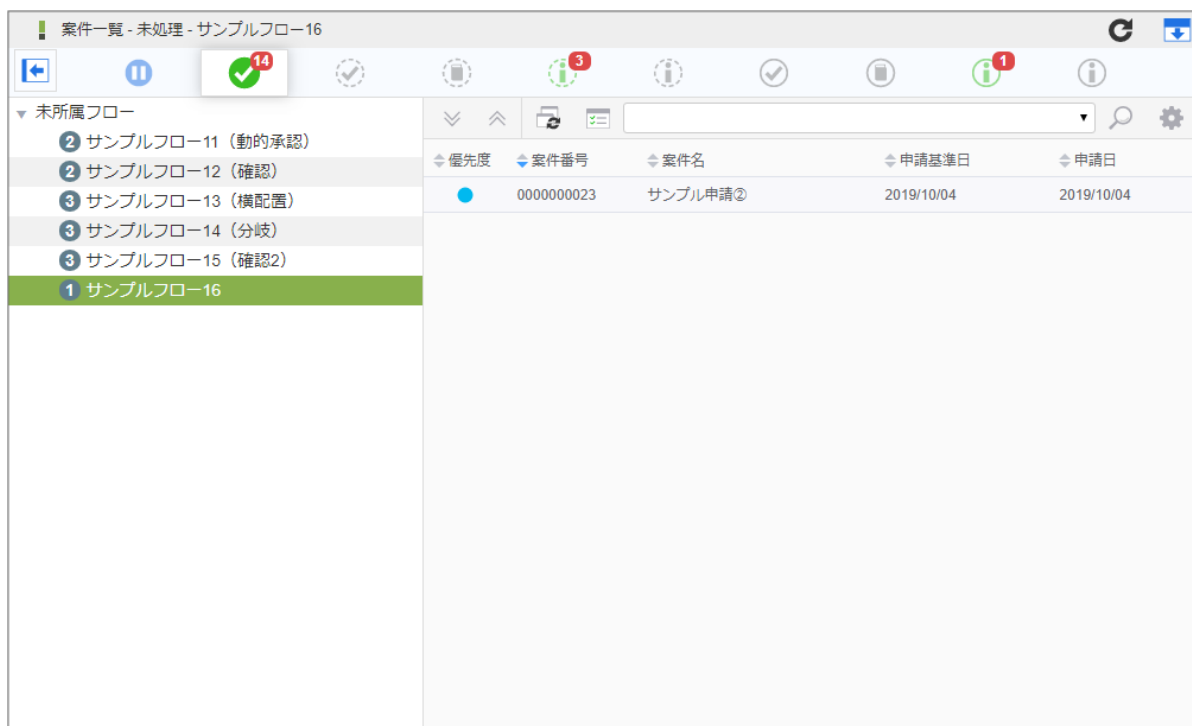 案件一覧 - 未処理 - サンプルフロー16
14
3
1
未所属フロー
2 サンプルフロー11（動的承認）
2 サンプルフロー12（確認）
3 サンプルフロー13（横配置）
3 サンプルフロー14（分岐）
3 サンプルフロー15（確認2）
1 サンプルフロー16
優先度 案件番号 案件名 申請基準日 申請日
0000000023 サンプル申請② 2019/10/04 2019/10/04